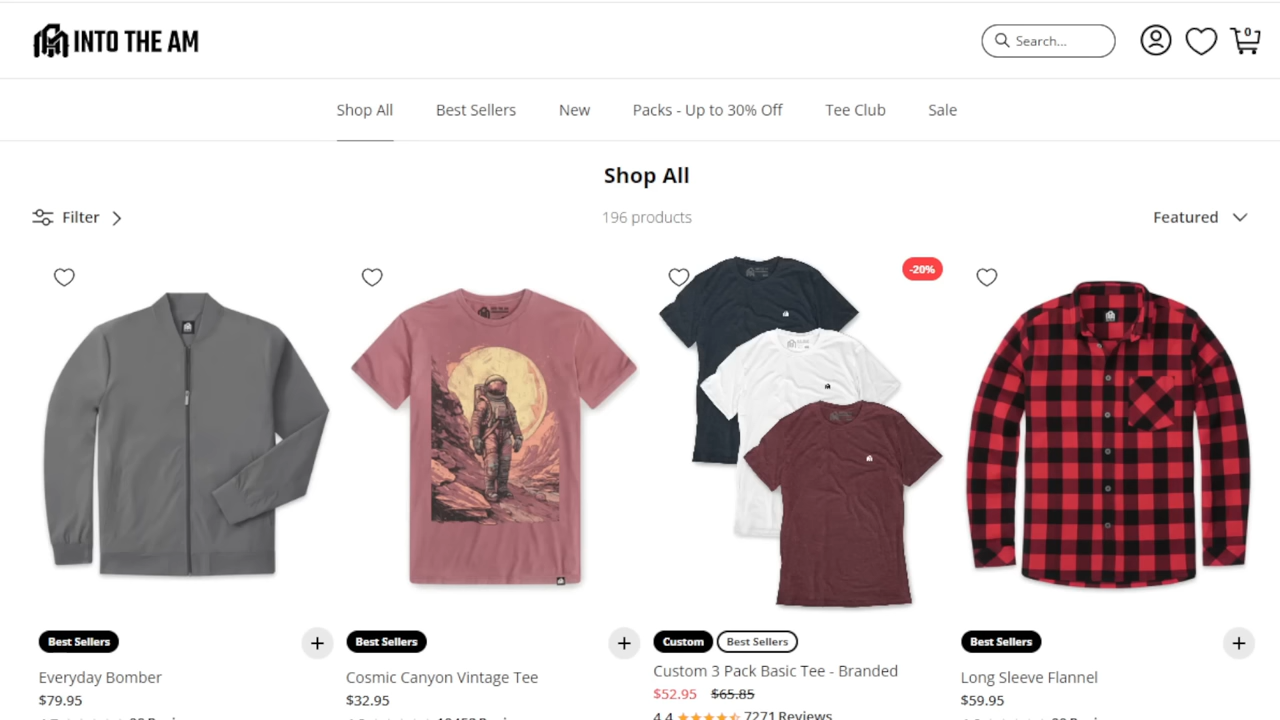 INTO THE AM
Search...
0
Shop All Best Sellers New Packs - Up to 30% Off Tee Club Sale
Shop All
Filter
196 products
Featured
-20%
Best Sellers
Best Sellers
Custom Best Sellers
Best Sellers
Everyday Bomber
$79.95
Cosmic Canyon Vintage Tee
$32.95
Custom 3 Pack Basic Tee - Branded
$52.95 $65.85
4.4 7271 Reviews
Long Sleeve Flannel
$59.95